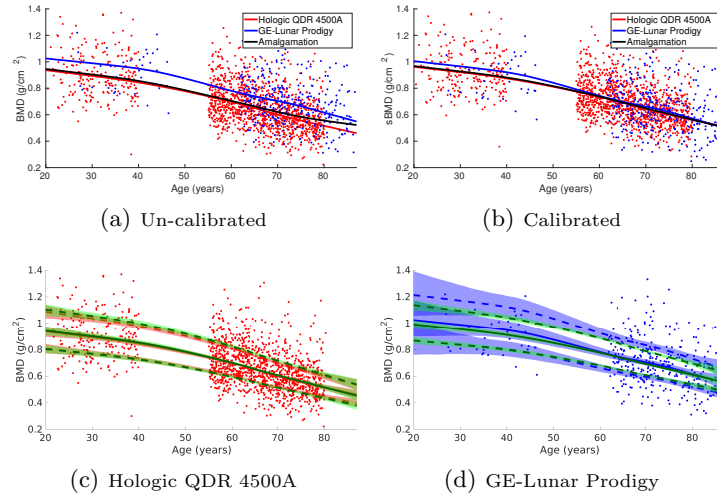 Hologic QDR 4500A
GE-Lunar Prodigy
Amalgamation
BMD (g/cm²)
1.4
1.2
1
0.8
0.6
0.4
0.2
20 30 40 50 60 70 80
Age (years)
(a) Un-calibrated
Hologic QDR 4500A
GE-Lunar Prodigy
Amalgamation
sBMD (g/cm²)
1.4
1.2
1
0.8
0.6
0.4
0.2
20 30 40 50 60 70 80
Age (years)
(b) Calibrated
BMD (g/cm²)
1.4
1.2
1
0.8
0.6
0.4
0.2
20 30 40 50 60 70 80
Age (years)
(c) Hologic QDR 4500A
BMD (g/cm²)
1.4
1.2
1
0.8
0.6
0.4
0.2
20 30 40 50 60 70 80
Age (years)
(d) GE-Lunar Prodigy